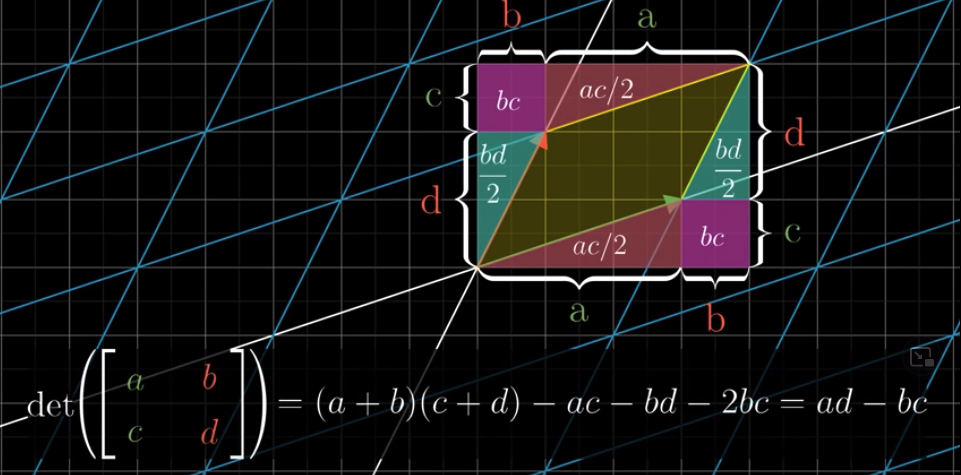 b a
c bc ac/2
bd/2 bd/2 d
d
ac/2 bc c
a b
det([a b; c d]) = (a + b)(c + d) − ac − bd − 2bc = ad − bc